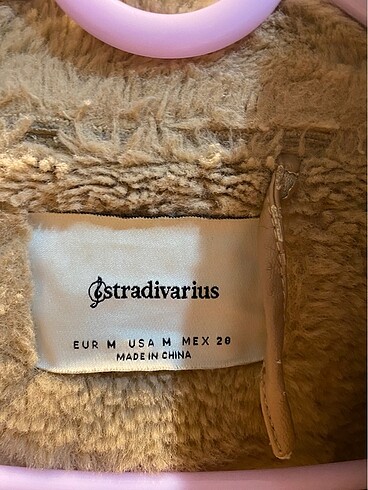 stradivarius
EUR M USA M MEX 28
MADE IN CHINA